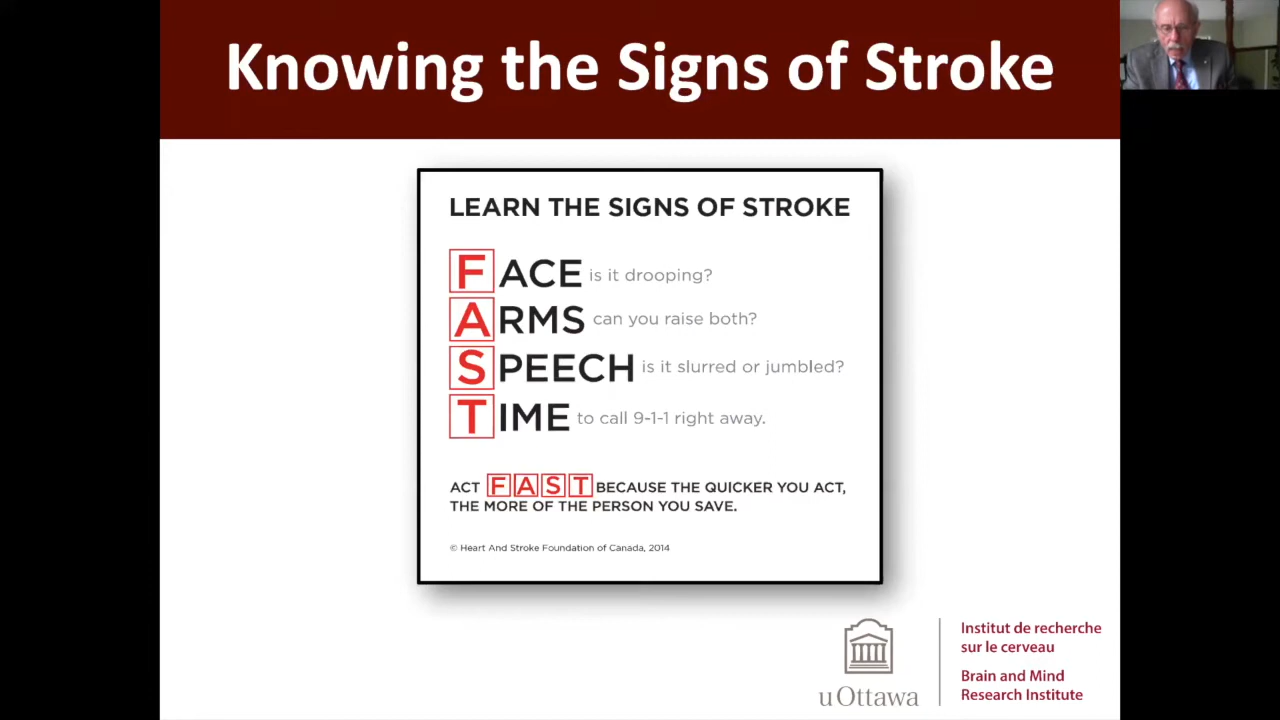 Knowing the Signs of Stroke
LEARN THE SIGNS OF STROKE
FACE is it drooping?
ARMS can you raise both?
SPEECH is it slurred or jumbled?
TIME to call 9-1-1 right away.
ACT FAST BECAUSE THE QUICKER YOU ACT,
THE MORE OF THE PERSON YOU SAVE.
© Heart And Stroke Foundation of Canada, 2014
uOttawa
Institut de recherche
sur le cerveau
Brain and Mind
Research Institute